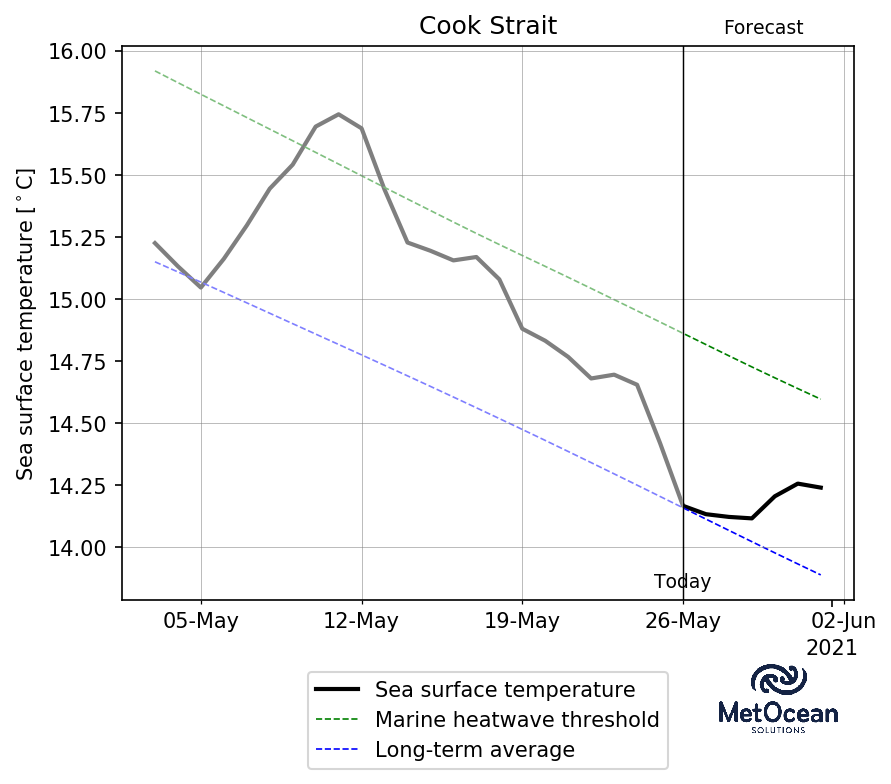 Cook Strait
Forecast
Sea surface temperature [°C]
16.00
15.75
15.50
15.25
15.00
14.75
14.50
14.25
14.00
Today
05-May
12-May
19-May
26-May
02-Jun
2021
Sea surface temperature
Marine heatwave threshold
Long-term average
MetOcean
SOLUTIONS